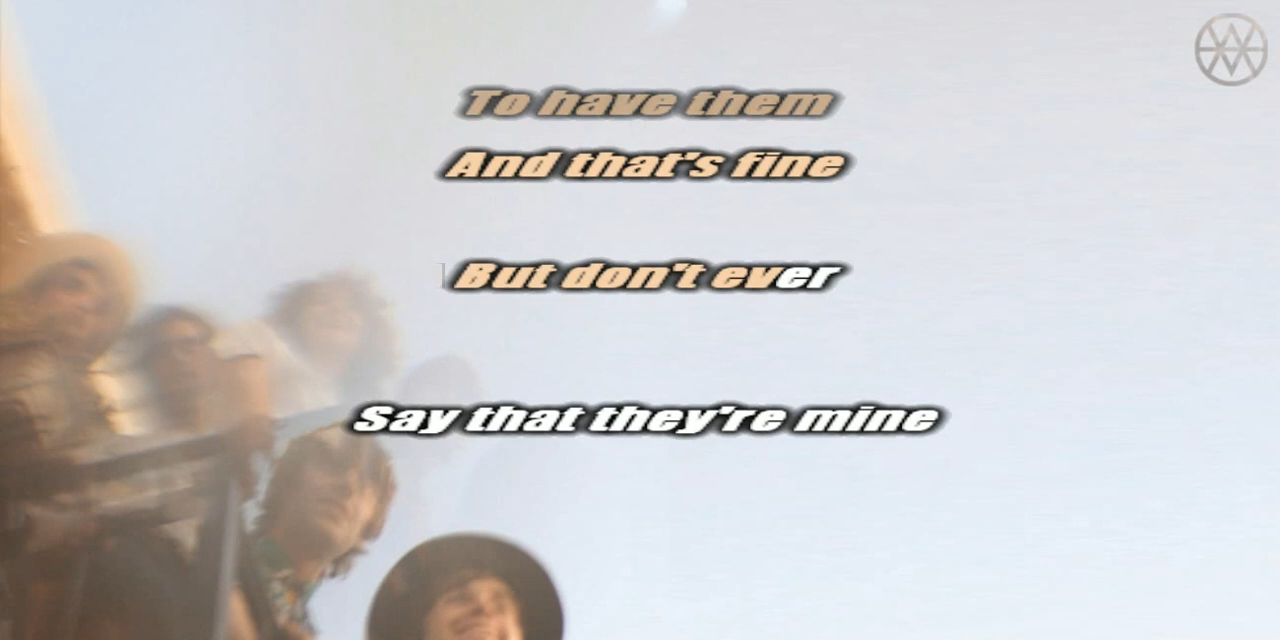 To have them
And that's fine
But don't ever
Say that they're mine